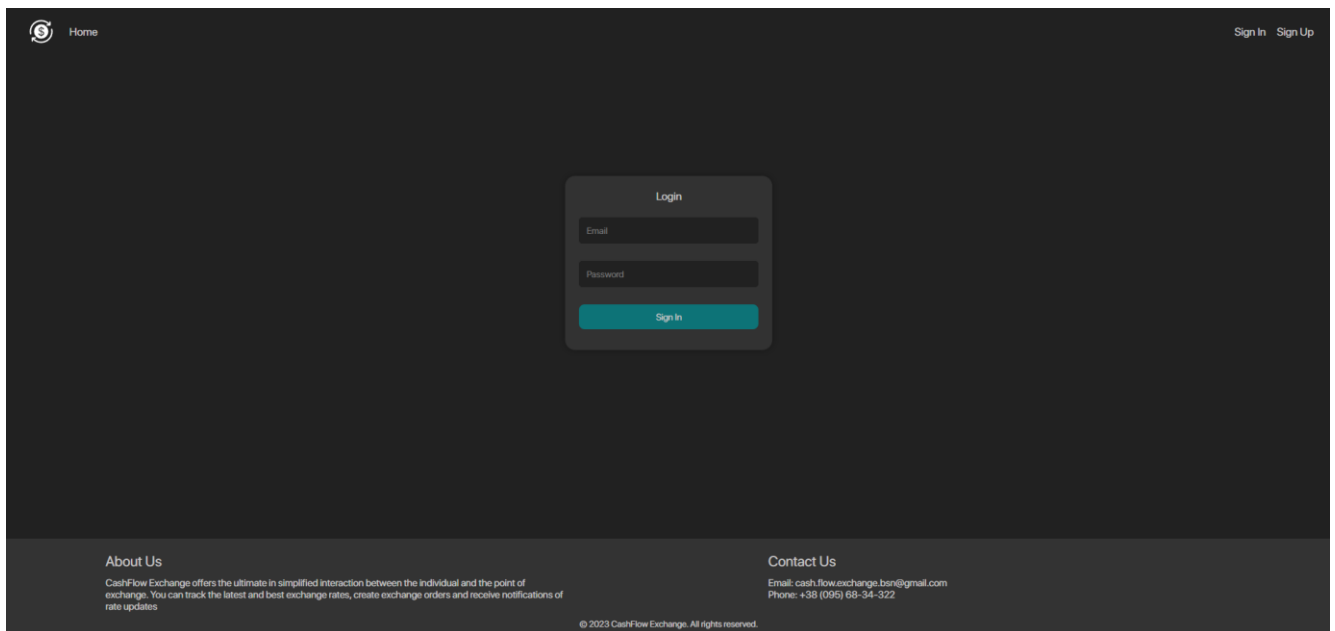 $
Home
Sign In
Sign Up
Login
Email
Password
Sign In
About Us
CashFlow Exchange offers the ultimate in simplified interaction between the individual and the point of
exchange. You can track the latest and best exchange rates, create exchange orders and receive notifications of
rate updates
Contact Us
Email: cash.flow.exchange.bsn@gmail.com
Phone: +38 (095) 68-34-322
© 2023 CashFlow Exchange. All rights reserved.